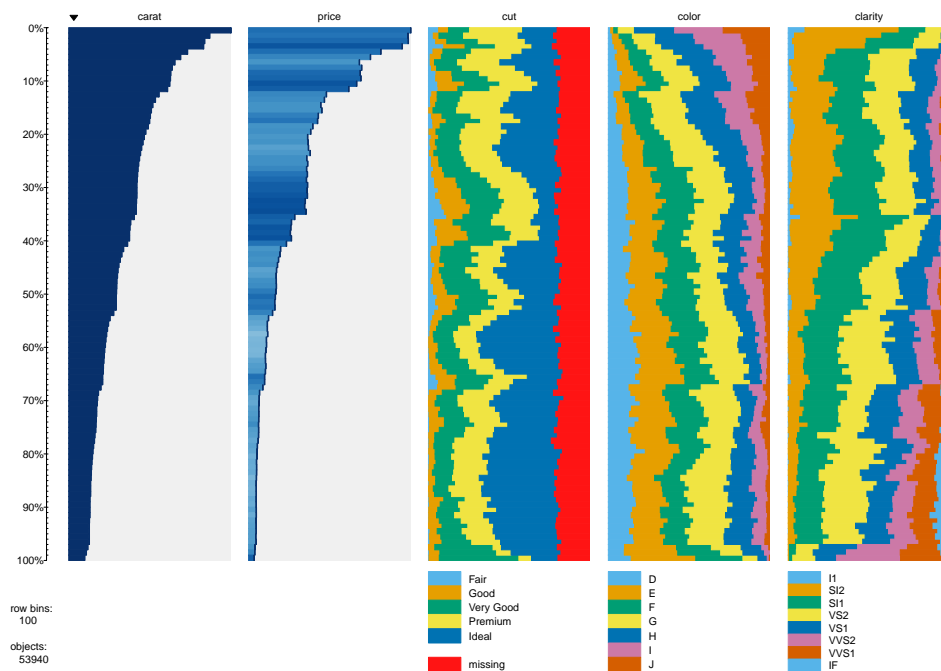 carat price cut color clarity
0%
10%
20%
30%
40%
50%
60%
70%
80%
90%
100%
row bins:
100
objects:
53940
Fair
Good
Very Good
Premium
Ideal
missing
D
E
F
G
H
I
J
I1
SI2
SI1
VS2
VS1
VVS2
VVS1
IF